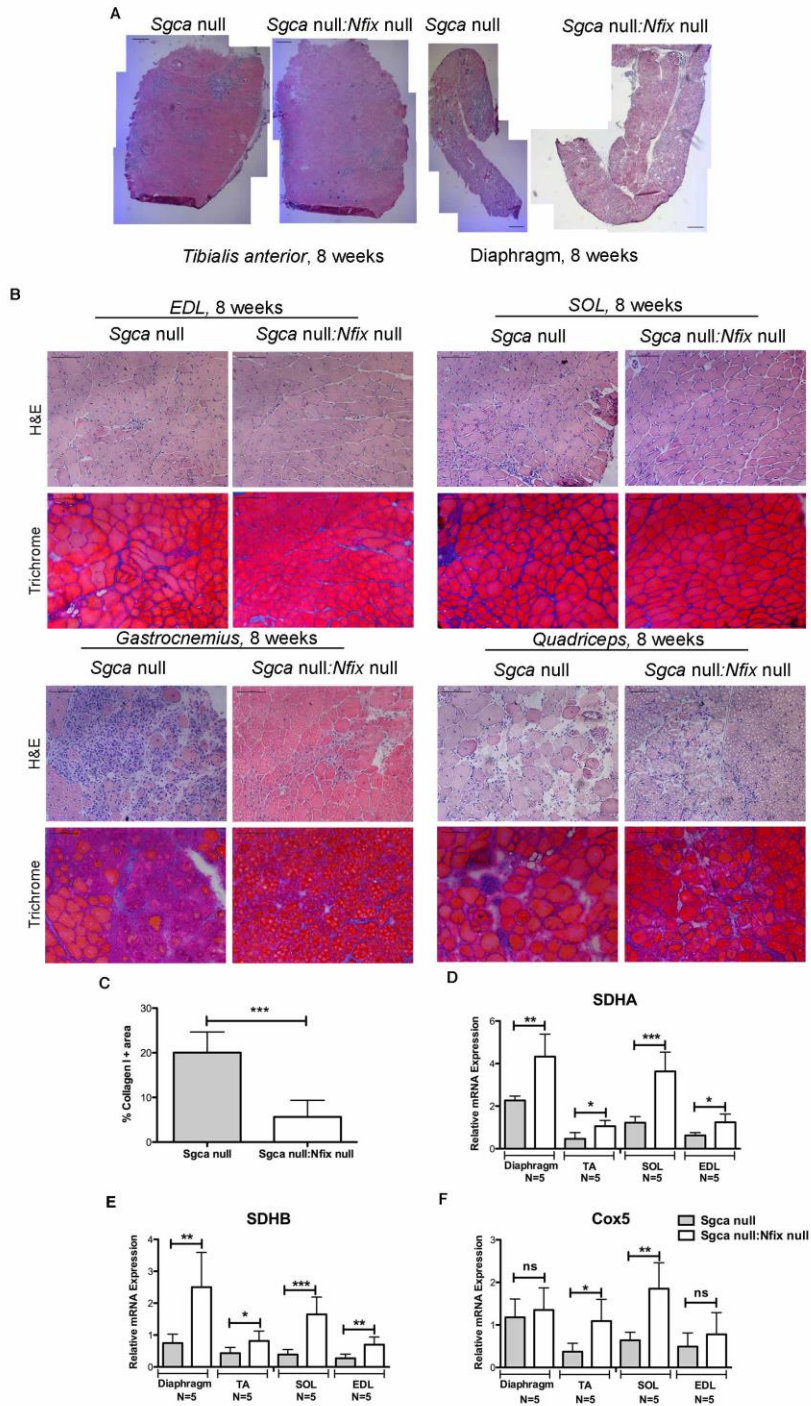 A
Sgca null
Sgca null:Nfix null
Sgca null
Sgca null:Nfix null
Tibialis anterior, 8 weeks
Diaphragm, 8 weeks
B
EDL, 8 weeks
SOL, 8 weeks
Sgca null
Sgca null:Nfix null
Sgca null
Sgca null:Nfix null
H&E
H&E
Trichrome
Trichrome
Gastrocnemius, 8 weeks
Quadriceps, 8 weeks
Sgca null
Sgca null:Nfix null
Sgca null
Sgca null:Nfix null
H&E
H&E
Trichrome
Trichrome
C
% Collagen I + area
30
20
10
0
***
Sgca null
Sgca null:Nfix null
D
SDHA
Relative mRNA Expression
6
4
2
0
**
*
***
*
Diaphragm
TA
SOL
EDL
N=5
N=5
N=5
N=5
E
SDHB
Relative mRNA Expression
4
3
2
1
0
**
*
***
**
Diaphragm
TA
SOL
EDL
N=5
N=5
N=5
N=5
F
Cox5
Sgca null
Sgca null:Nfix null
Relative mRNA Expression
3
2
1
0
ns
*
**
ns
Diaphragm
TA
SOL
EDL
N=5
N=5
N=5
N=5